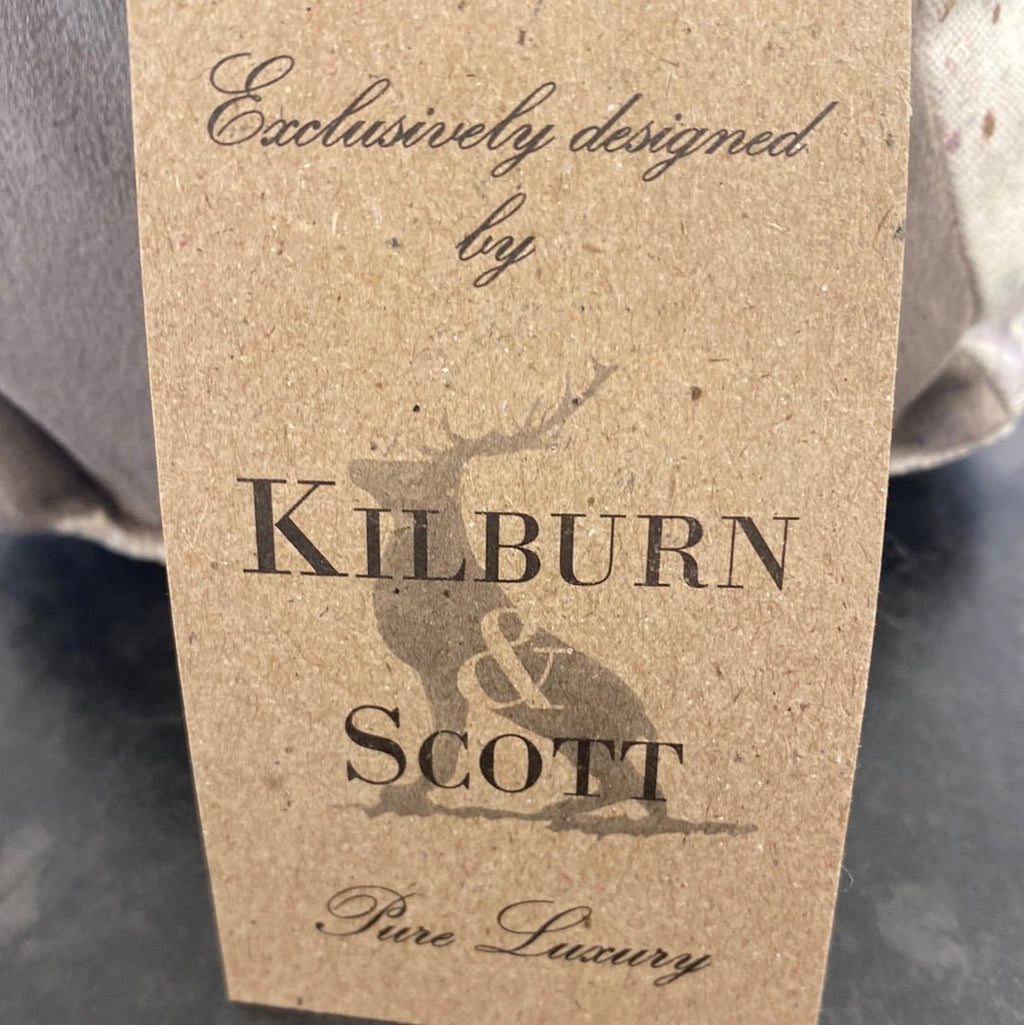 Exclusively designed
by
KILBURN
&
SCOTT
Pure Luxury